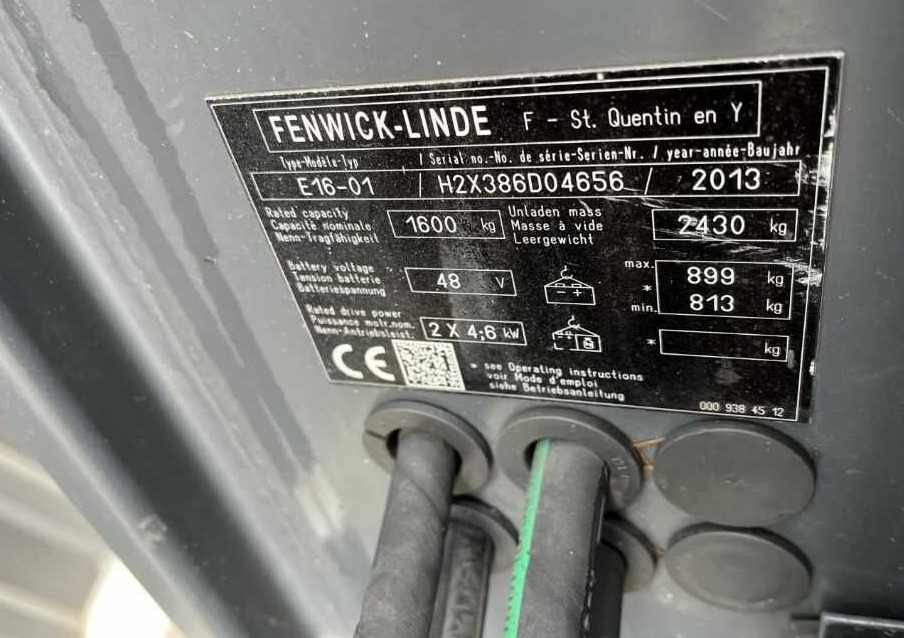 FENWICK-LINDE F - St. Quentin en Y
Type-Modèle-Typ / Serial no.-No. de série-Serien-Nr. / year-année-Baujahr
E16-01 / H2X386D04656 / 2013
Rated capacity
Capacité nominale
Nenn-Tragfähigkeit
1600 kg
Unladen mass
Masse à vide
Leergewicht
2430 kg
Battery voltage
Tension batterie
Batteriespannung
48 V
- +
max. 899 kg
*
min. 813 kg
Rated drive power
Puissance motr.nom.
Nenn-Antriebsleist.
2 X 4,6 kW
* kg
CE
* see Operating instructions
voir Mode d'emploi
siehe Betriebsanleitung
000 938 45 12